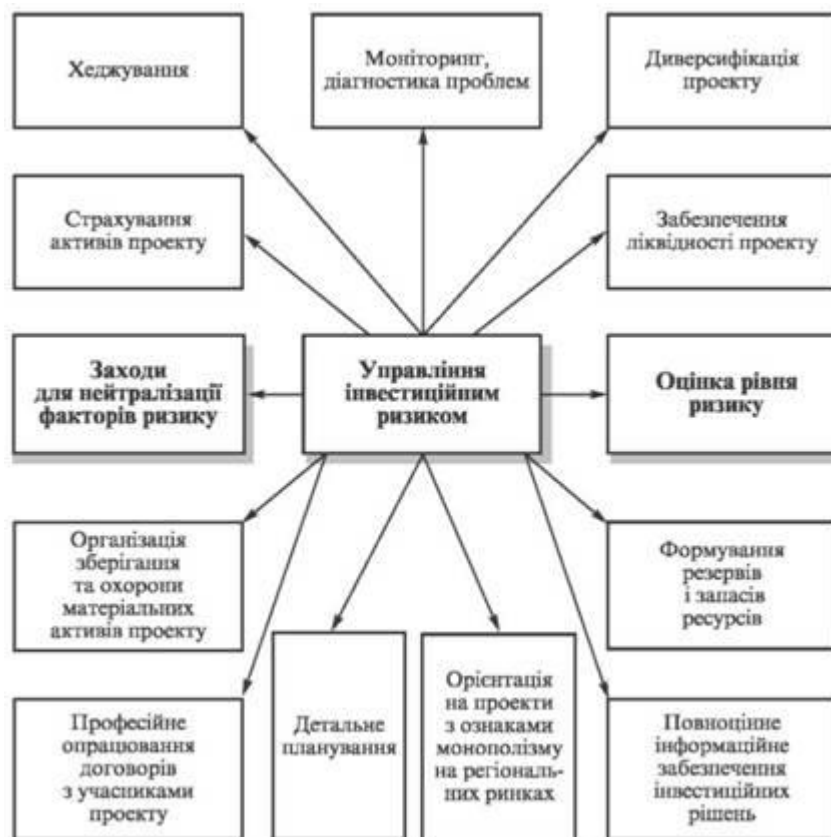 Хеджування
Моніторинг,
діагностика проблем
Диверсифікація
проекту
Страхування
активів проекту
Забезпечення
ліквідності проекту
Заходи
для нейтралізації
факторів ризику
Управління
інвестиційним
ризиком
Оцінка рівня
ризику
Організація
зберігання
та охорони
матеріальних
активів проекту
Формування
резервів
і запасів
ресурсів
Професійне
опрацювання
договорів
з учасниками
проекту
Детальне
планування
Орієнтація
на проекти
з ознаками
монополізму
на регіональ-
них ринках
Повноцінне
інформаційне
забезпечення
інвестиційних
рішень